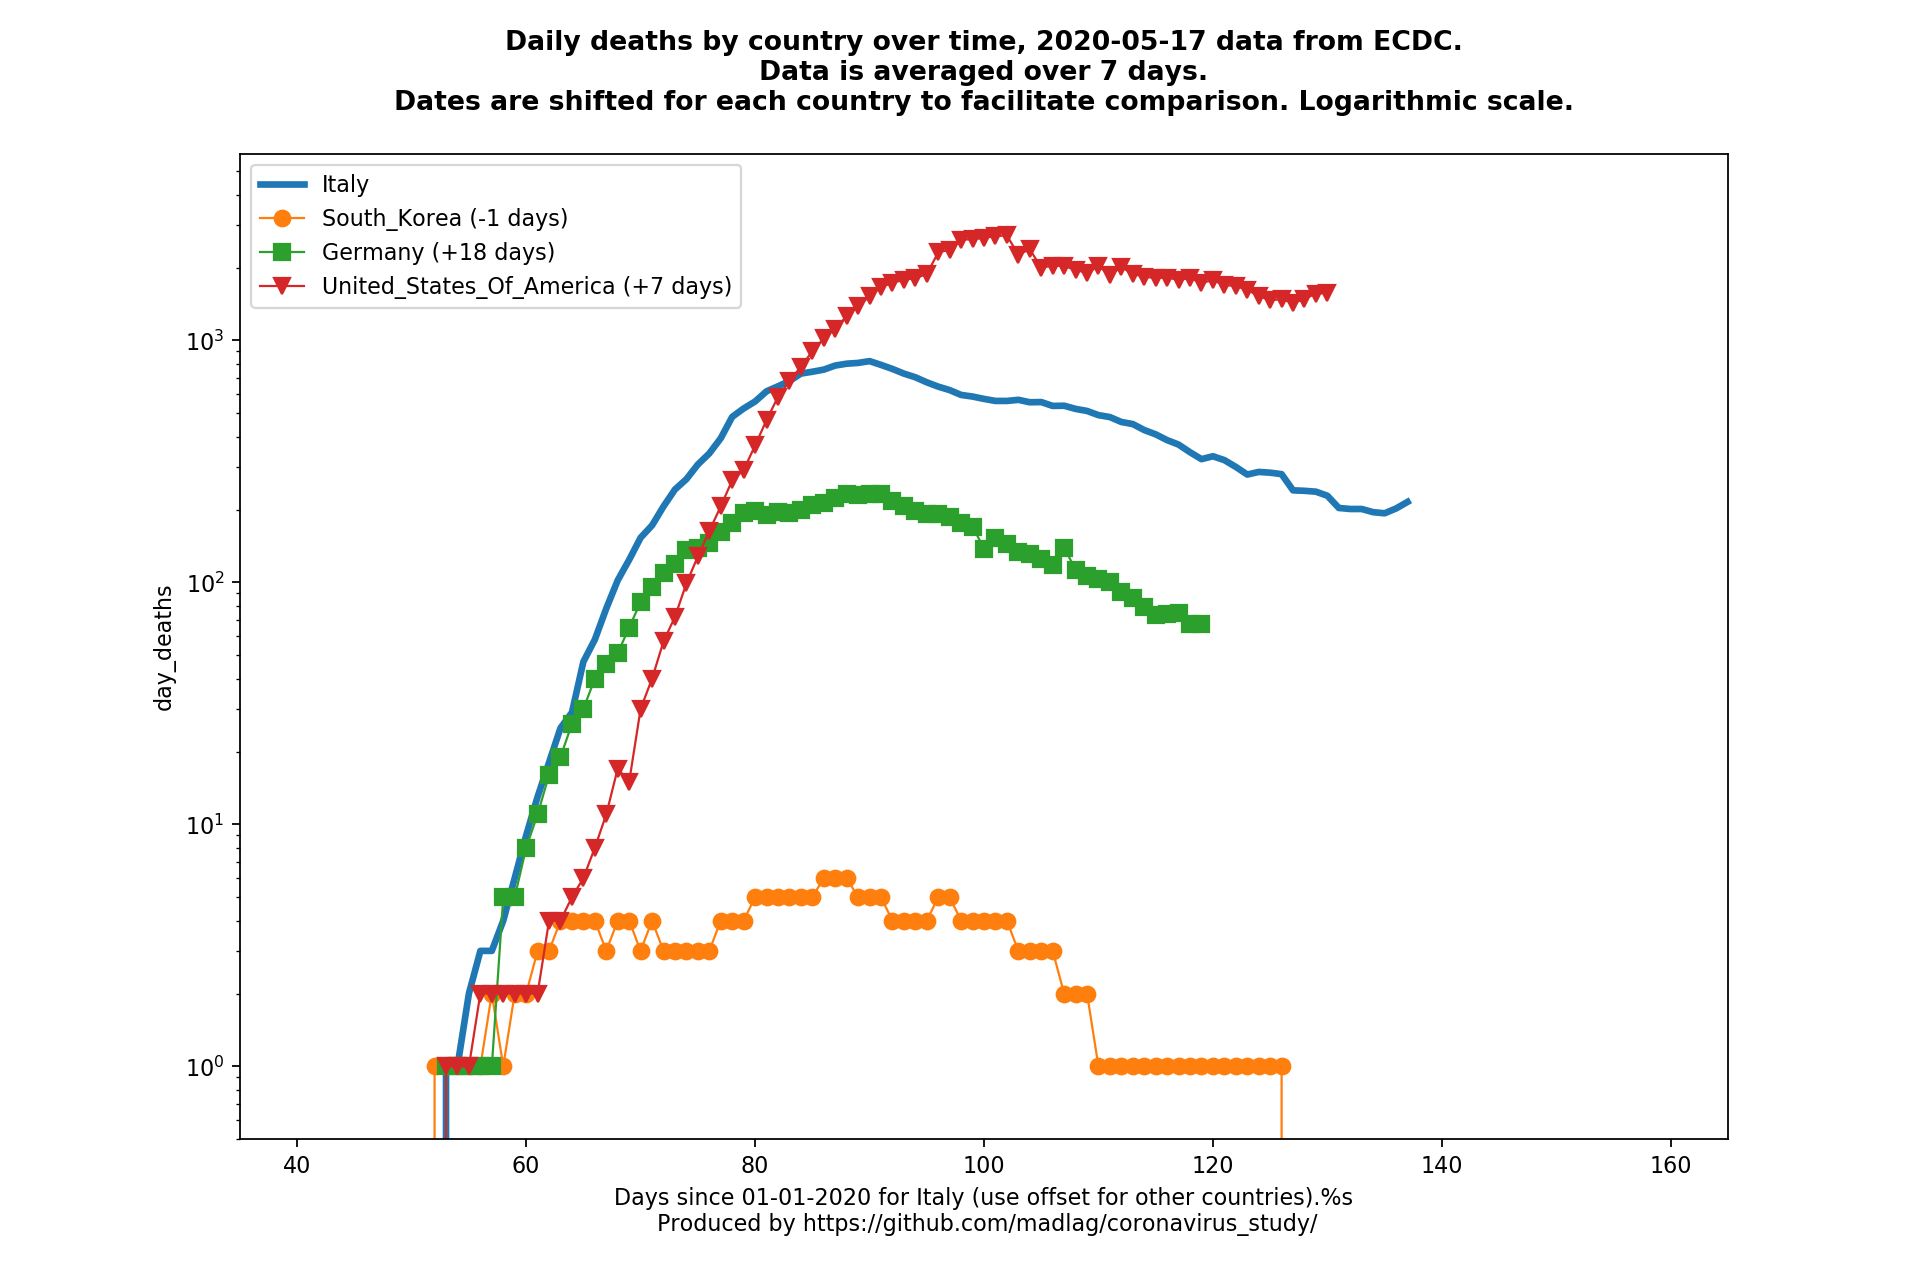 Daily deaths by country over time, 2020-05-17 data from ECDC.
Data is averaged over 7 days.
Dates are shifted for each country to facilitate comparison. Logarithmic scale.
Italy
South_Korea (-1 days)
Germany (+18 days)
United_States_Of_America (+7 days)
10³
10²
10¹
10⁰
day_deaths
40 60 80 100 120 140 160
Days since 01-01-2020 for Italy (use offset for other countries).%s
Produced by https://github.com/madlag/coronavirus_study/